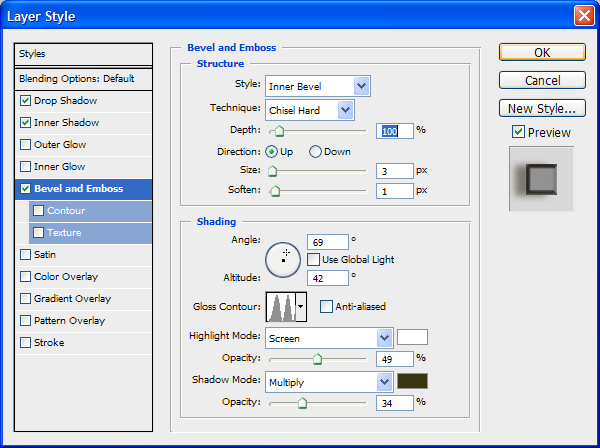 Layer Style
Styles
Blending Options: Default
Drop Shadow
Inner Shadow
Outer Glow
Inner Glow
Bevel and Emboss
Contour
Texture
Satin
Color Overlay
Gradient Overlay
Pattern Overlay
Stroke
Bevel and Emboss
Structure
Style: Inner Bevel
Technique: Chisel Hard
Depth: 100 %
Direction: Up Down
Size: 3 px
Soften: 1 px
Shading
Angle: 69 °
Use Global Light
Altitude: 42 °
Gloss Contour: Anti-aliased
Highlight Mode: Screen
Opacity: 49 %
Shadow Mode: Multiply
Opacity: 34 %
OK
Cancel
New Style...
Preview